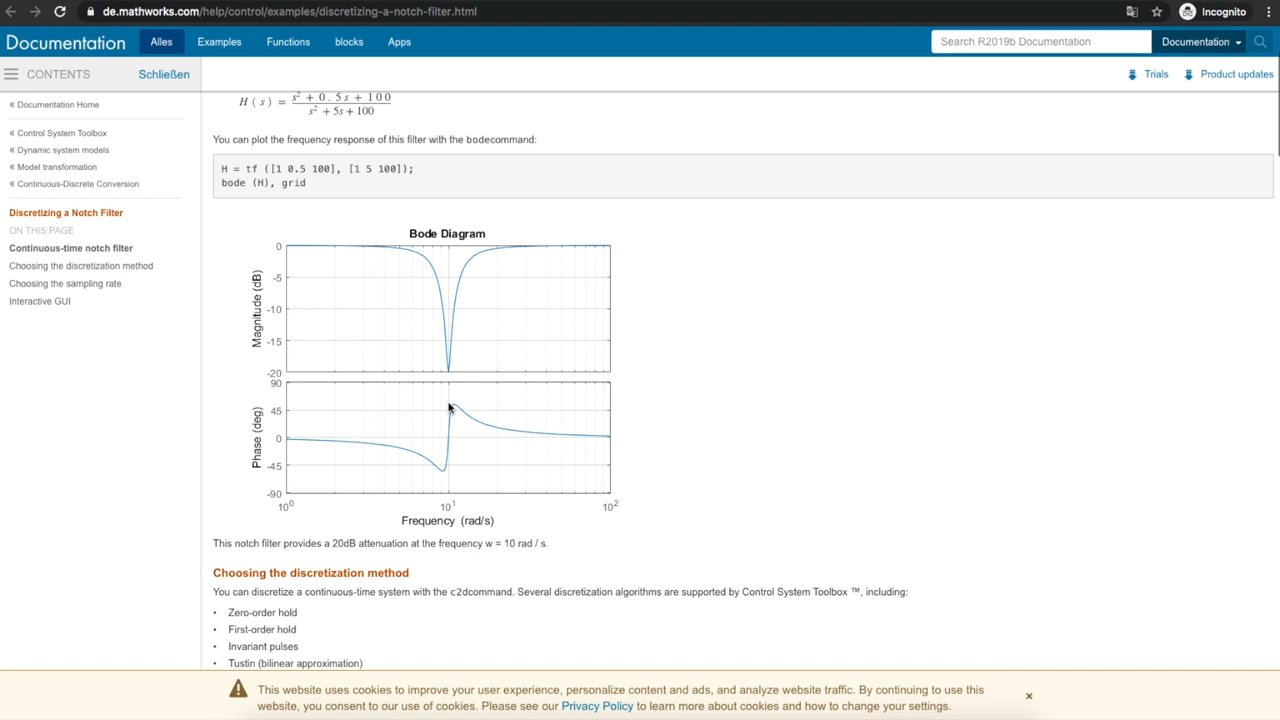 de.mathworks.com/help/control/examples/discretizing-a-notch-filter.html
Incognito
Documentation
Alles
Examples
Functions
blocks
Apps
Search R2019b Documentation
Documentation
CONTENTS
Schließen
Trials
Product updates
« Documentation Home
« Control System Toolbox
« Dynamic system models
« Model transformation
« Continuous-Discrete Conversion
Discretizing a Notch Filter
ON THIS PAGE
Continuous-time notch filter
Choosing the discretization method
Choosing the sampling rate
Interactive GUI
s² + 0 . 5 s + 1 0 0
H ( s ) =
s² + 5s + 100
You can plot the frequency response of this filter with the bodecommand:
H = tf ([1 0.5 100], [1 5 100]);
bode (H), grid
Bode Diagram
Magnitude (dB)
0
-5
-10
-15
-20
Phase (deg)
90
45
0
-45
-90
10⁰
10¹
10²
Frequency (rad/s)
This notch filter provides a 20dB attenuation at the frequency w = 10 rad / s.
Choosing the discretization method
You can discretize a continuous-time system with the c2dcommand. Several discretization algorithms are supported by Control System Toolbox ™, including:
• Zero-order hold
• First-order hold
• Invariant pulses
• Tustin (bilinear approximation)
This website uses cookies to improve your user experience, personalize content and ads, and analyze website traffic. By continuing to use this
website, you consent to our use of cookies. Please see our Privacy Policy to learn more about cookies and how to change your settings.
×